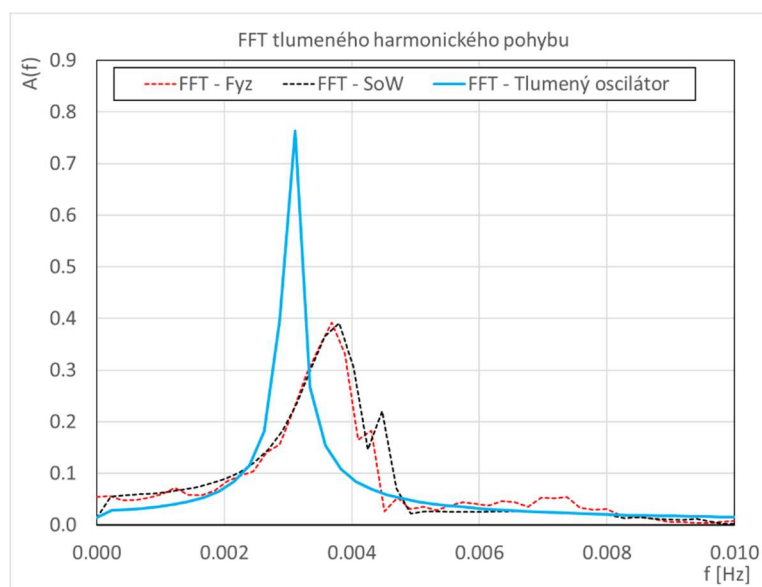 FFT tlumeného harmonického pohybu
A(f)
0.9
0.8
0.7
0.6
0.5
0.4
0.3
0.2
0.1
0.0
FFT - Fyz FFT - SoW FFT - Tlumený oscilátor
0.000 0.002 0.004 0.006 0.008 0.010
f [Hz]